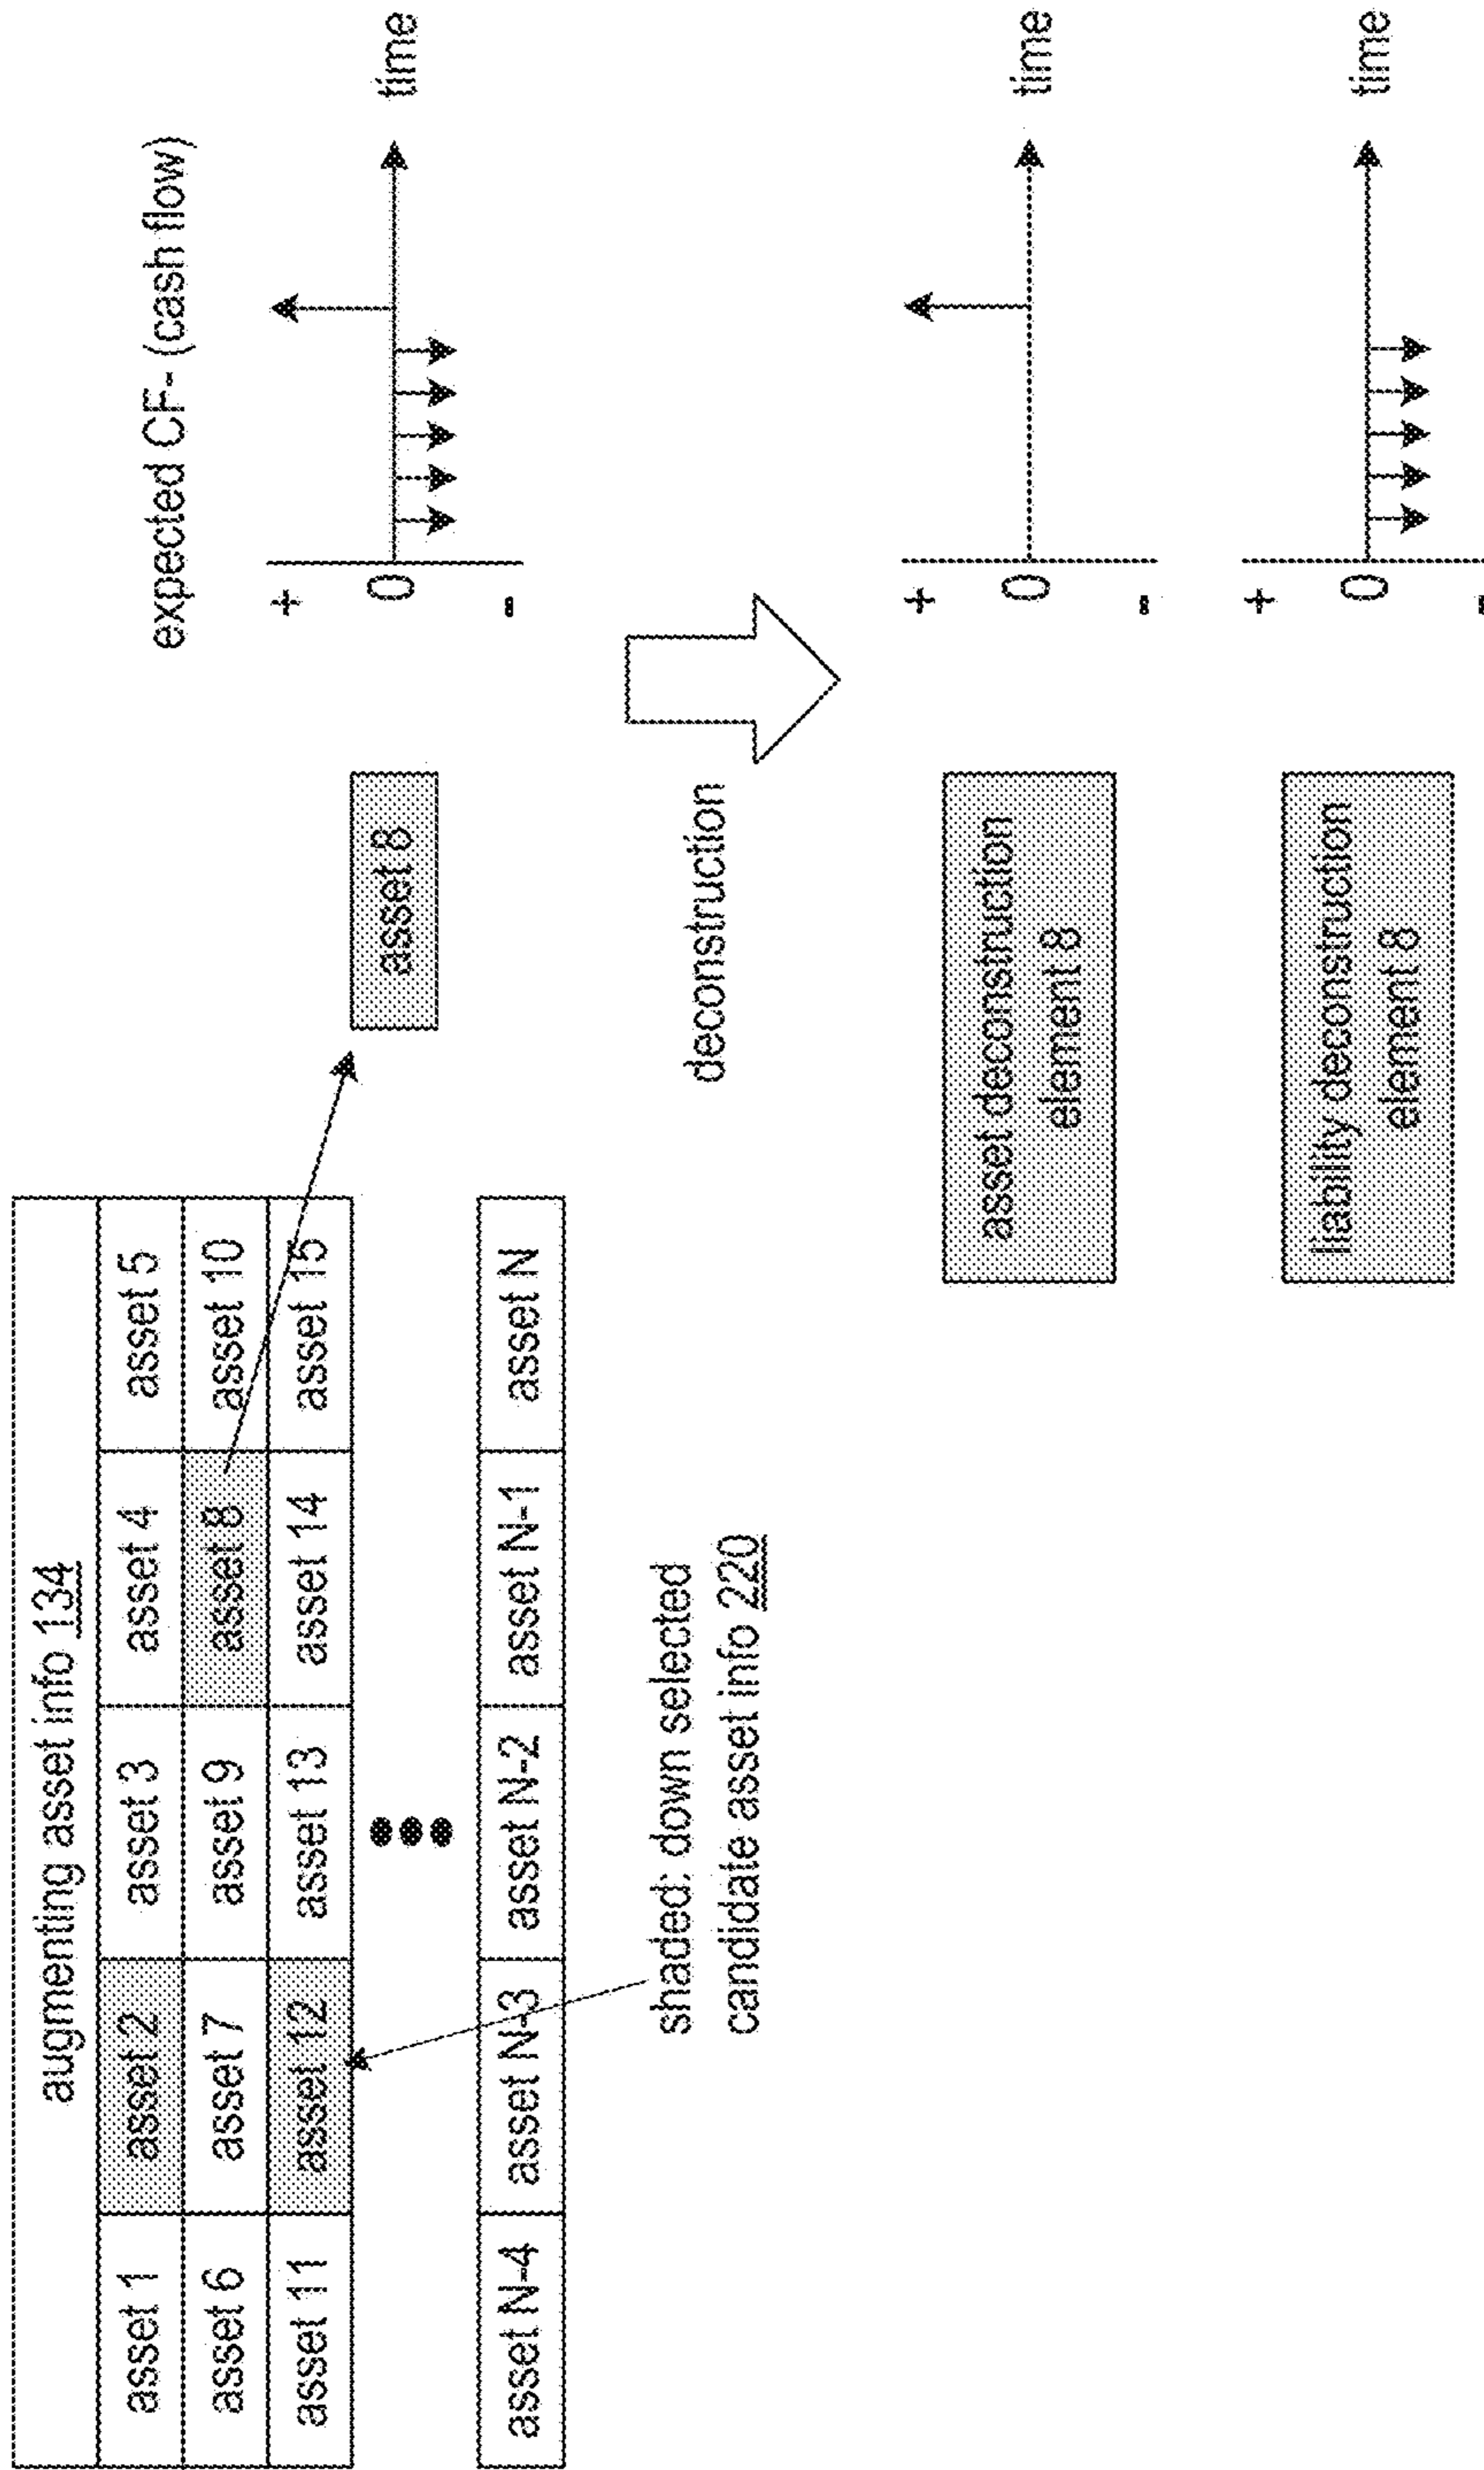 augmenting asset info 134
asset 1 asset 2 asset 3 asset 4 asset 5
asset 6 asset 7 asset 9 asset 8 asset 10
asset 11 asset 12 asset 13 asset 14 asset 15
asset N-4 asset N-3 asset N-2 asset N-1 asset N
shaded: down selected
candidate asset info 220
expected CF- (cash flow)
asset 8
+
0
-
time
deconstruction
asset deconstruction
element 8
+
0
-
time
liability deconstruction
element 8
+
0
-
time